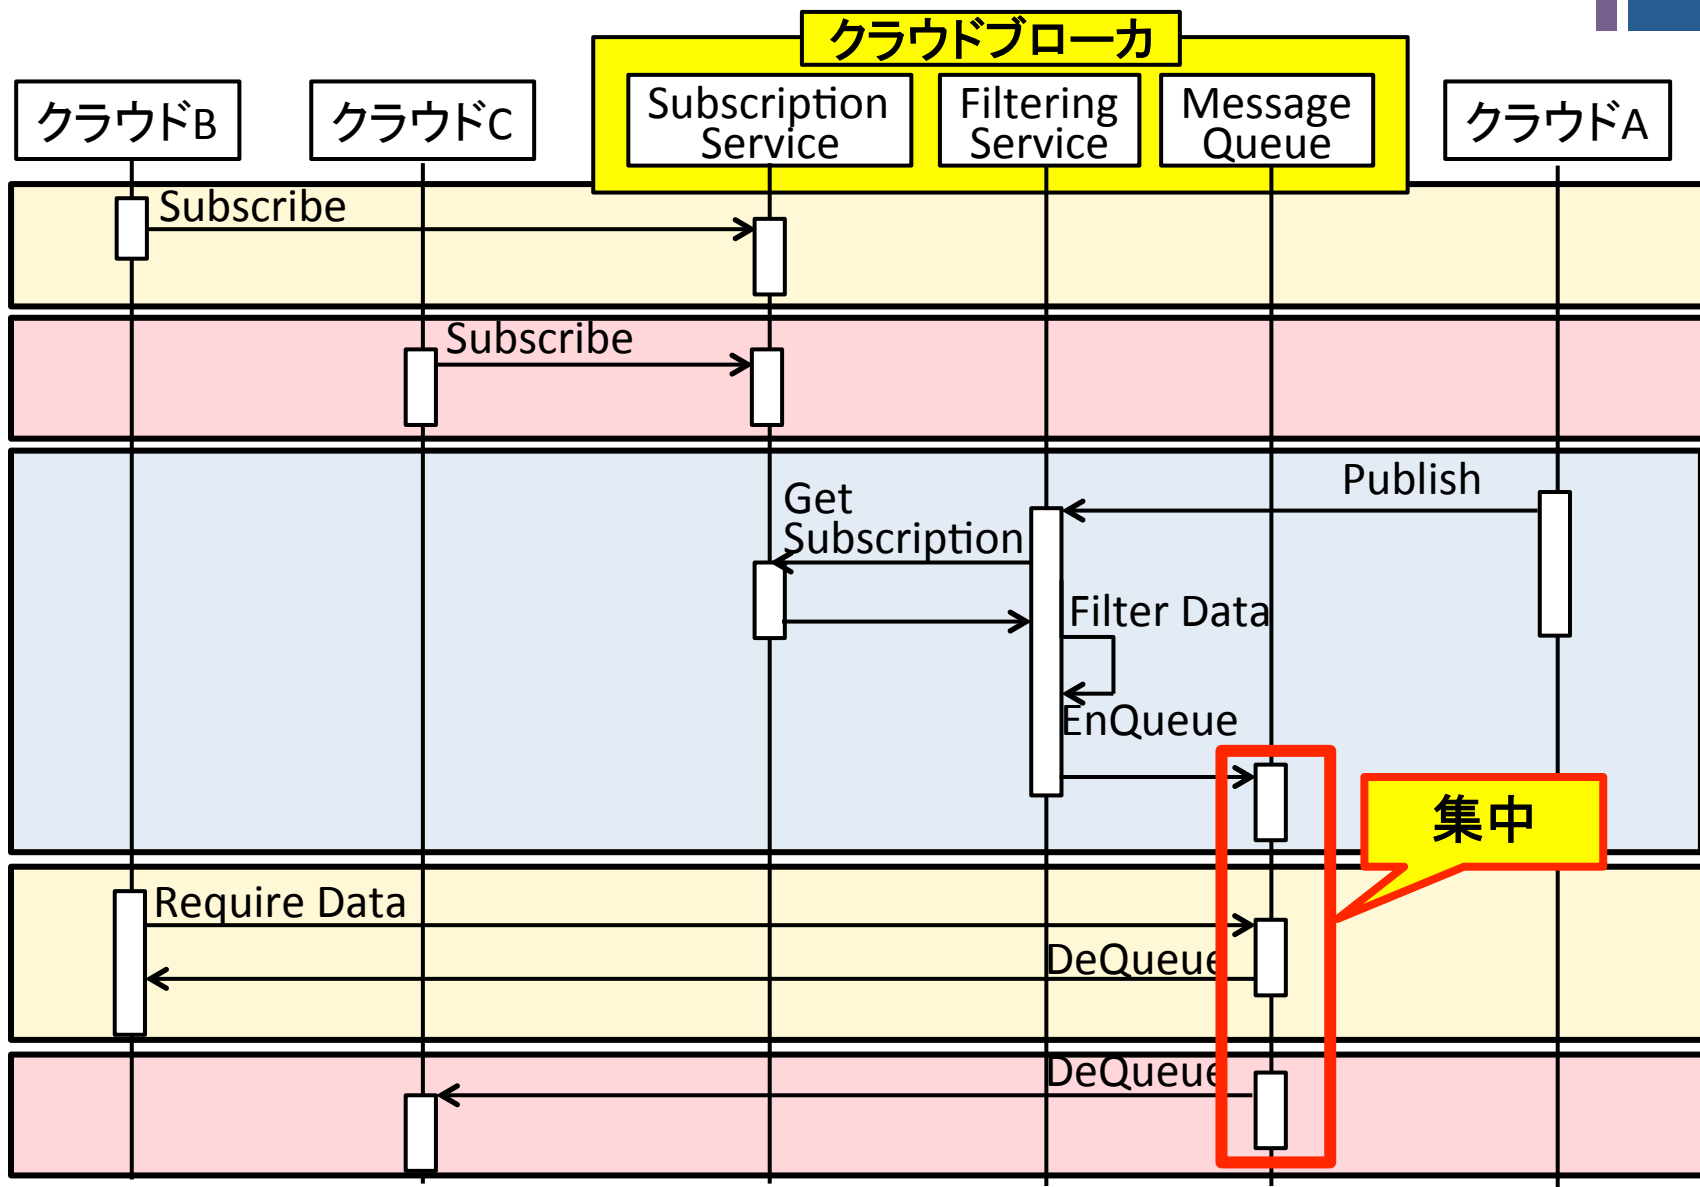 クラウドブローカ
クラウドB
クラウドC
Subscription
Service
Filtering
Service
Message
Queue
クラウドA
Subscribe
Subscribe
Publish
Get
Subscription
Filter Data
EnQueue
集中
Require Data
DeQueue
DeQueue